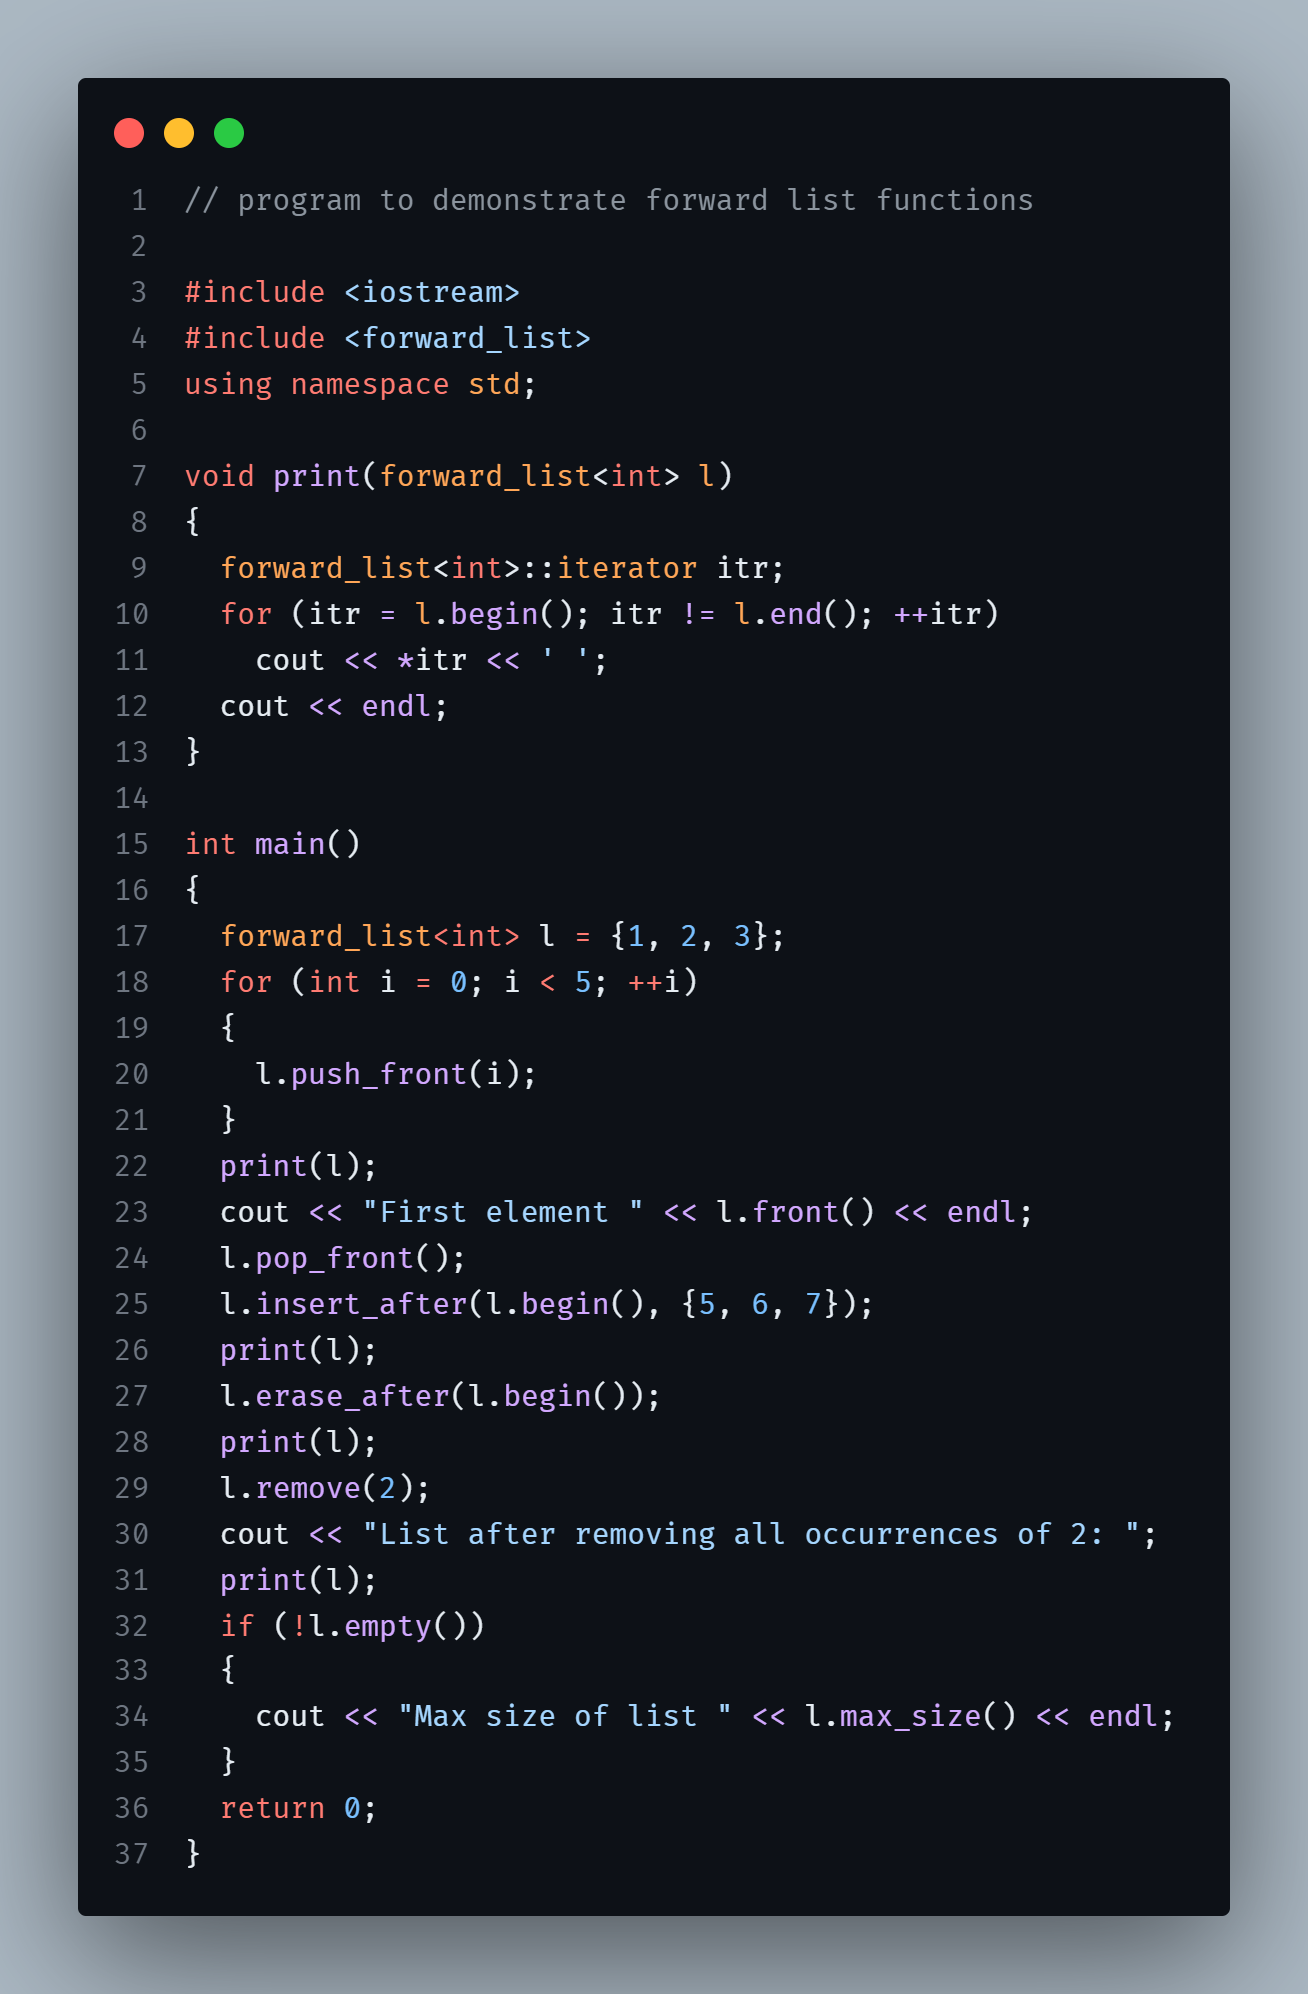 1 // program to demonstrate forward list functions
2
3 #include <iostream>
4 #include <forward_list>
5 using namespace std;
6
7 void print(forward_list<int> l)
8 {
9   forward_list<int>::iterator itr;
10   for (itr = l.begin(); itr != l.end(); ++itr)
11     cout << *itr << ' ';
12   cout << endl;
13 }
14
15 int main()
16 {
17   forward_list<int> l = {1, 2, 3};
18   for (int i = 0; i < 5; ++i)
19   {
20     l.push_front(i);
21   }
22   print(l);
23   cout << "First element " << l.front() << endl;
24   l.pop_front();
25   l.insert_after(l.begin(), {5, 6, 7});
26   print(l);
27   l.erase_after(l.begin());
28   print(l);
29   l.remove(2);
30   cout << "List after removing all occurrences of 2: ";
31   print(l);
32   if (!l.empty())
33   {
34     cout << "Max size of list " << l.max_size() << endl;
35   }
36   return 0;
37 }